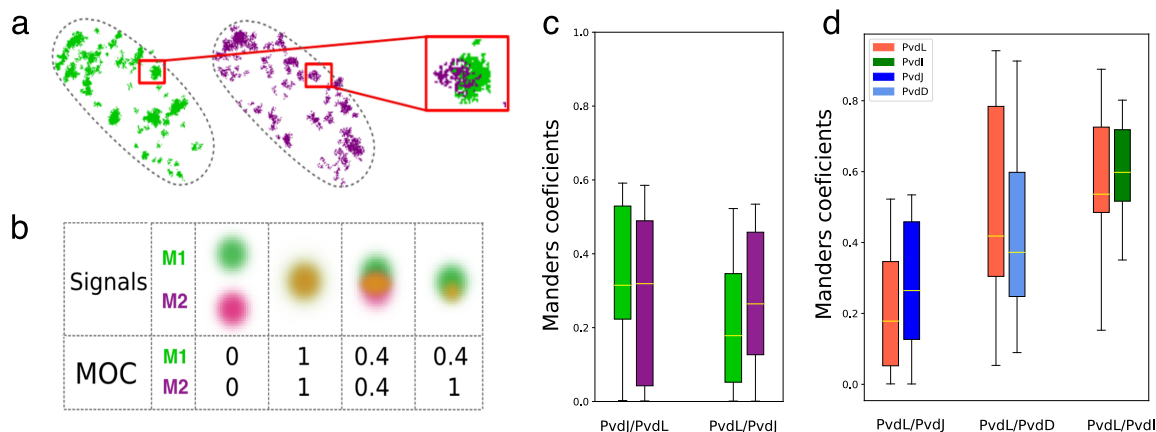 a
b
Signals
M1
M2
MOC
M1
0
1
0.4
0.4
M2
0
1
0.4
1
c
Manders coeficients
1.0
0.8
0.6
0.4
0.2
0.0
PvdJ/PvdL
PvdL/PvdJ
d
Manders coeficients
PvdL
PvdI
PvdJ
PvdD
0.8
0.6
0.4
0.2
0.0
PvdL/PvdJ
PvdL/PvdD
PvdL/PvdI